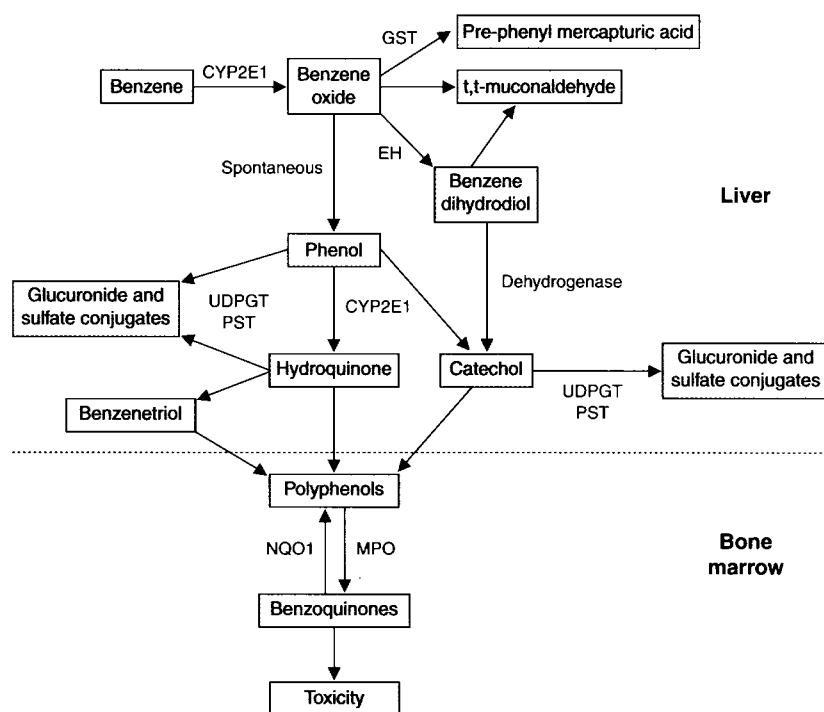 GST
Pre-phenyl mercapturic acid
CYP2E1
Benzene
Benzene
oxide
t,t-muconaldehyde
EH
Spontaneous
Benzene
dihydrodiol
Liver
Phenol
Dehydrogenase
Glucuronide and
sulfate conjugates
UDPGT
PST
CYP2E1
Hydroquinone
Catechol
Glucuronide and
sulfate conjugates
UDPGT
PST
Benzenetriol
Polyphenols
NQO1
MPO
Bone
marrow
Benzoquinones
Toxicity